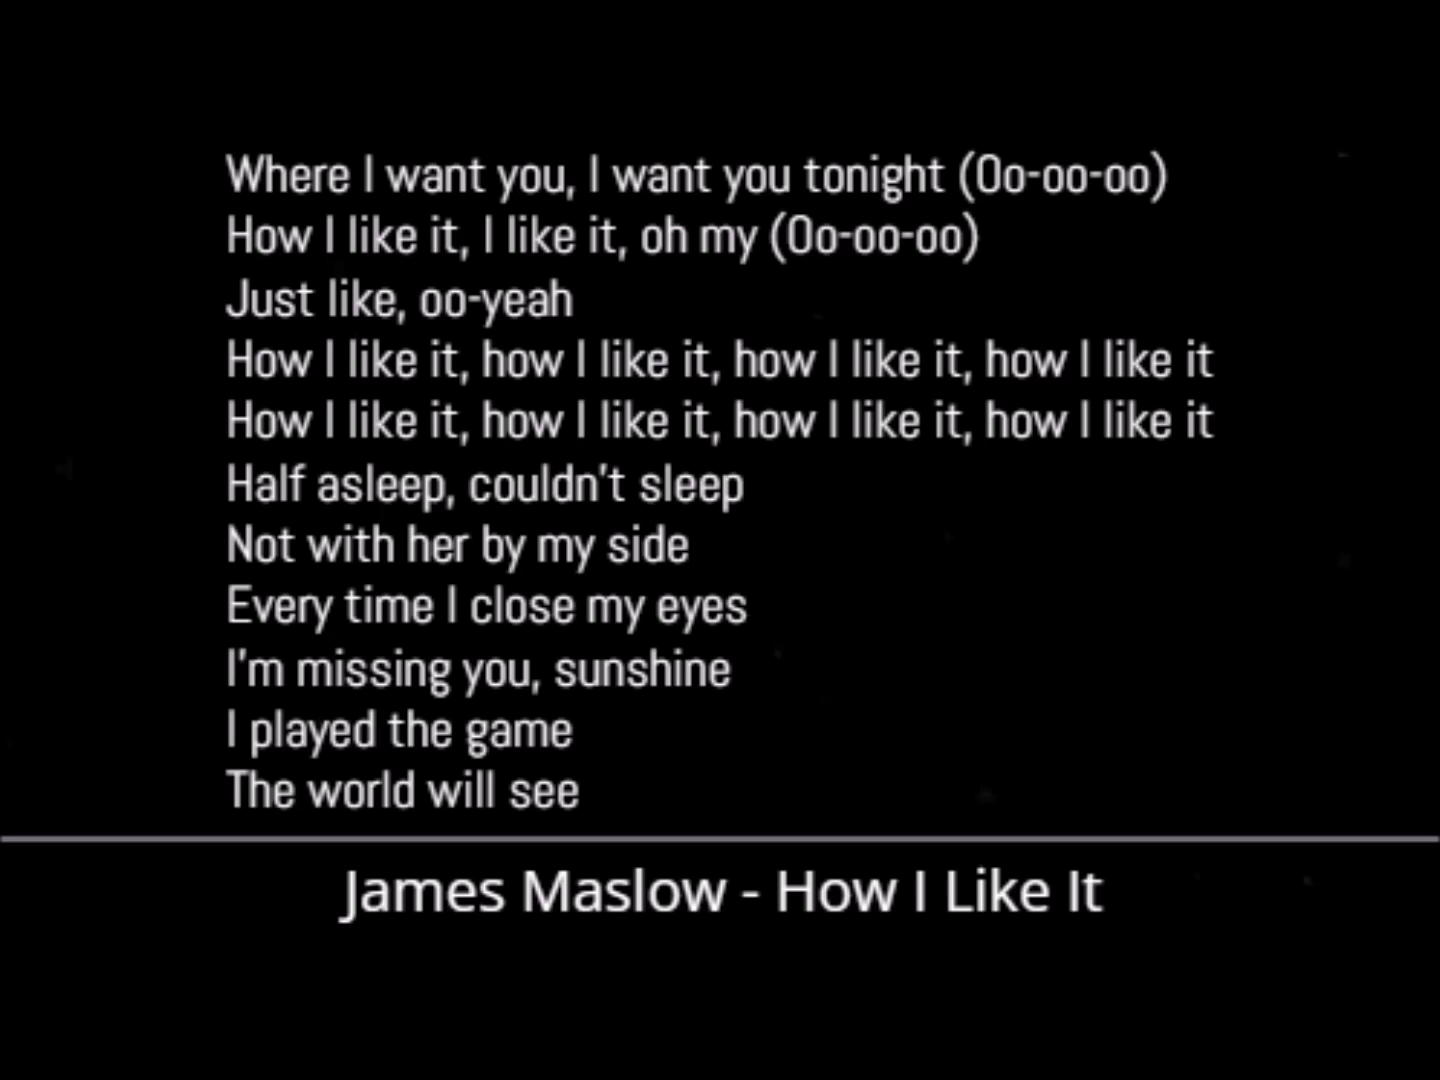 Where I want you, I want you tonight (Oo-oo-oo)
How I like it, I like it, oh my (Oo-oo-oo)
Just like, oo-yeah
How I like it, how I like it, how I like it, how I like it
How I like it, how I like it, how I like it, how I like it
Half asleep, couldn't sleep
Not with her by my side
Every time I close my eyes
I'm missing you, sunshine
I played the game
The world will see
James Maslow - How I Like It